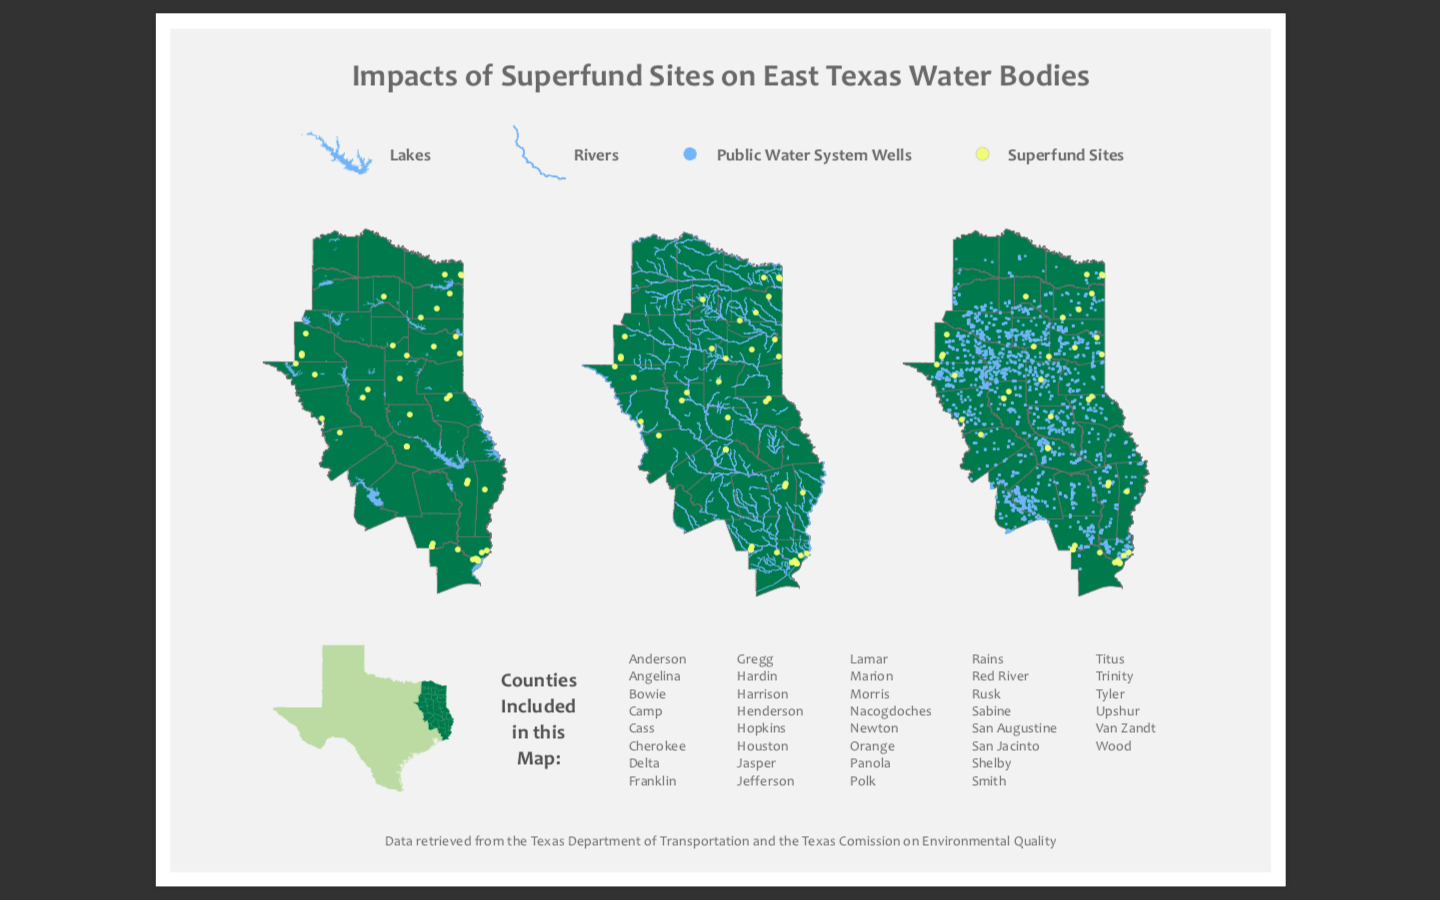 Impacts of Superfund Sites on East Texas Water Bodies
Lakes
Rivers
Public Water System Wells
Superfund Sites
Counties
Included
in this
Map:
Anderson
Angelina
Bowie
Camp
Cass
Cherokee
Delta
Franklin
Gregg
Hardin
Harrison
Henderson
Hopkins
Houston
Jasper
Jefferson
Lamar
Marion
Morris
Nacogdoches
Newton
Orange
Panola
Polk
Rains
Red River
Rusk
Sabine
San Augustine
San Jacinto
Shelby
Smith
Titus
Trinity
Tyler
Upshur
Van Zandt
Wood
Data retrieved from the Texas Department of Transportation and the Texas Comission on Environmental Quality